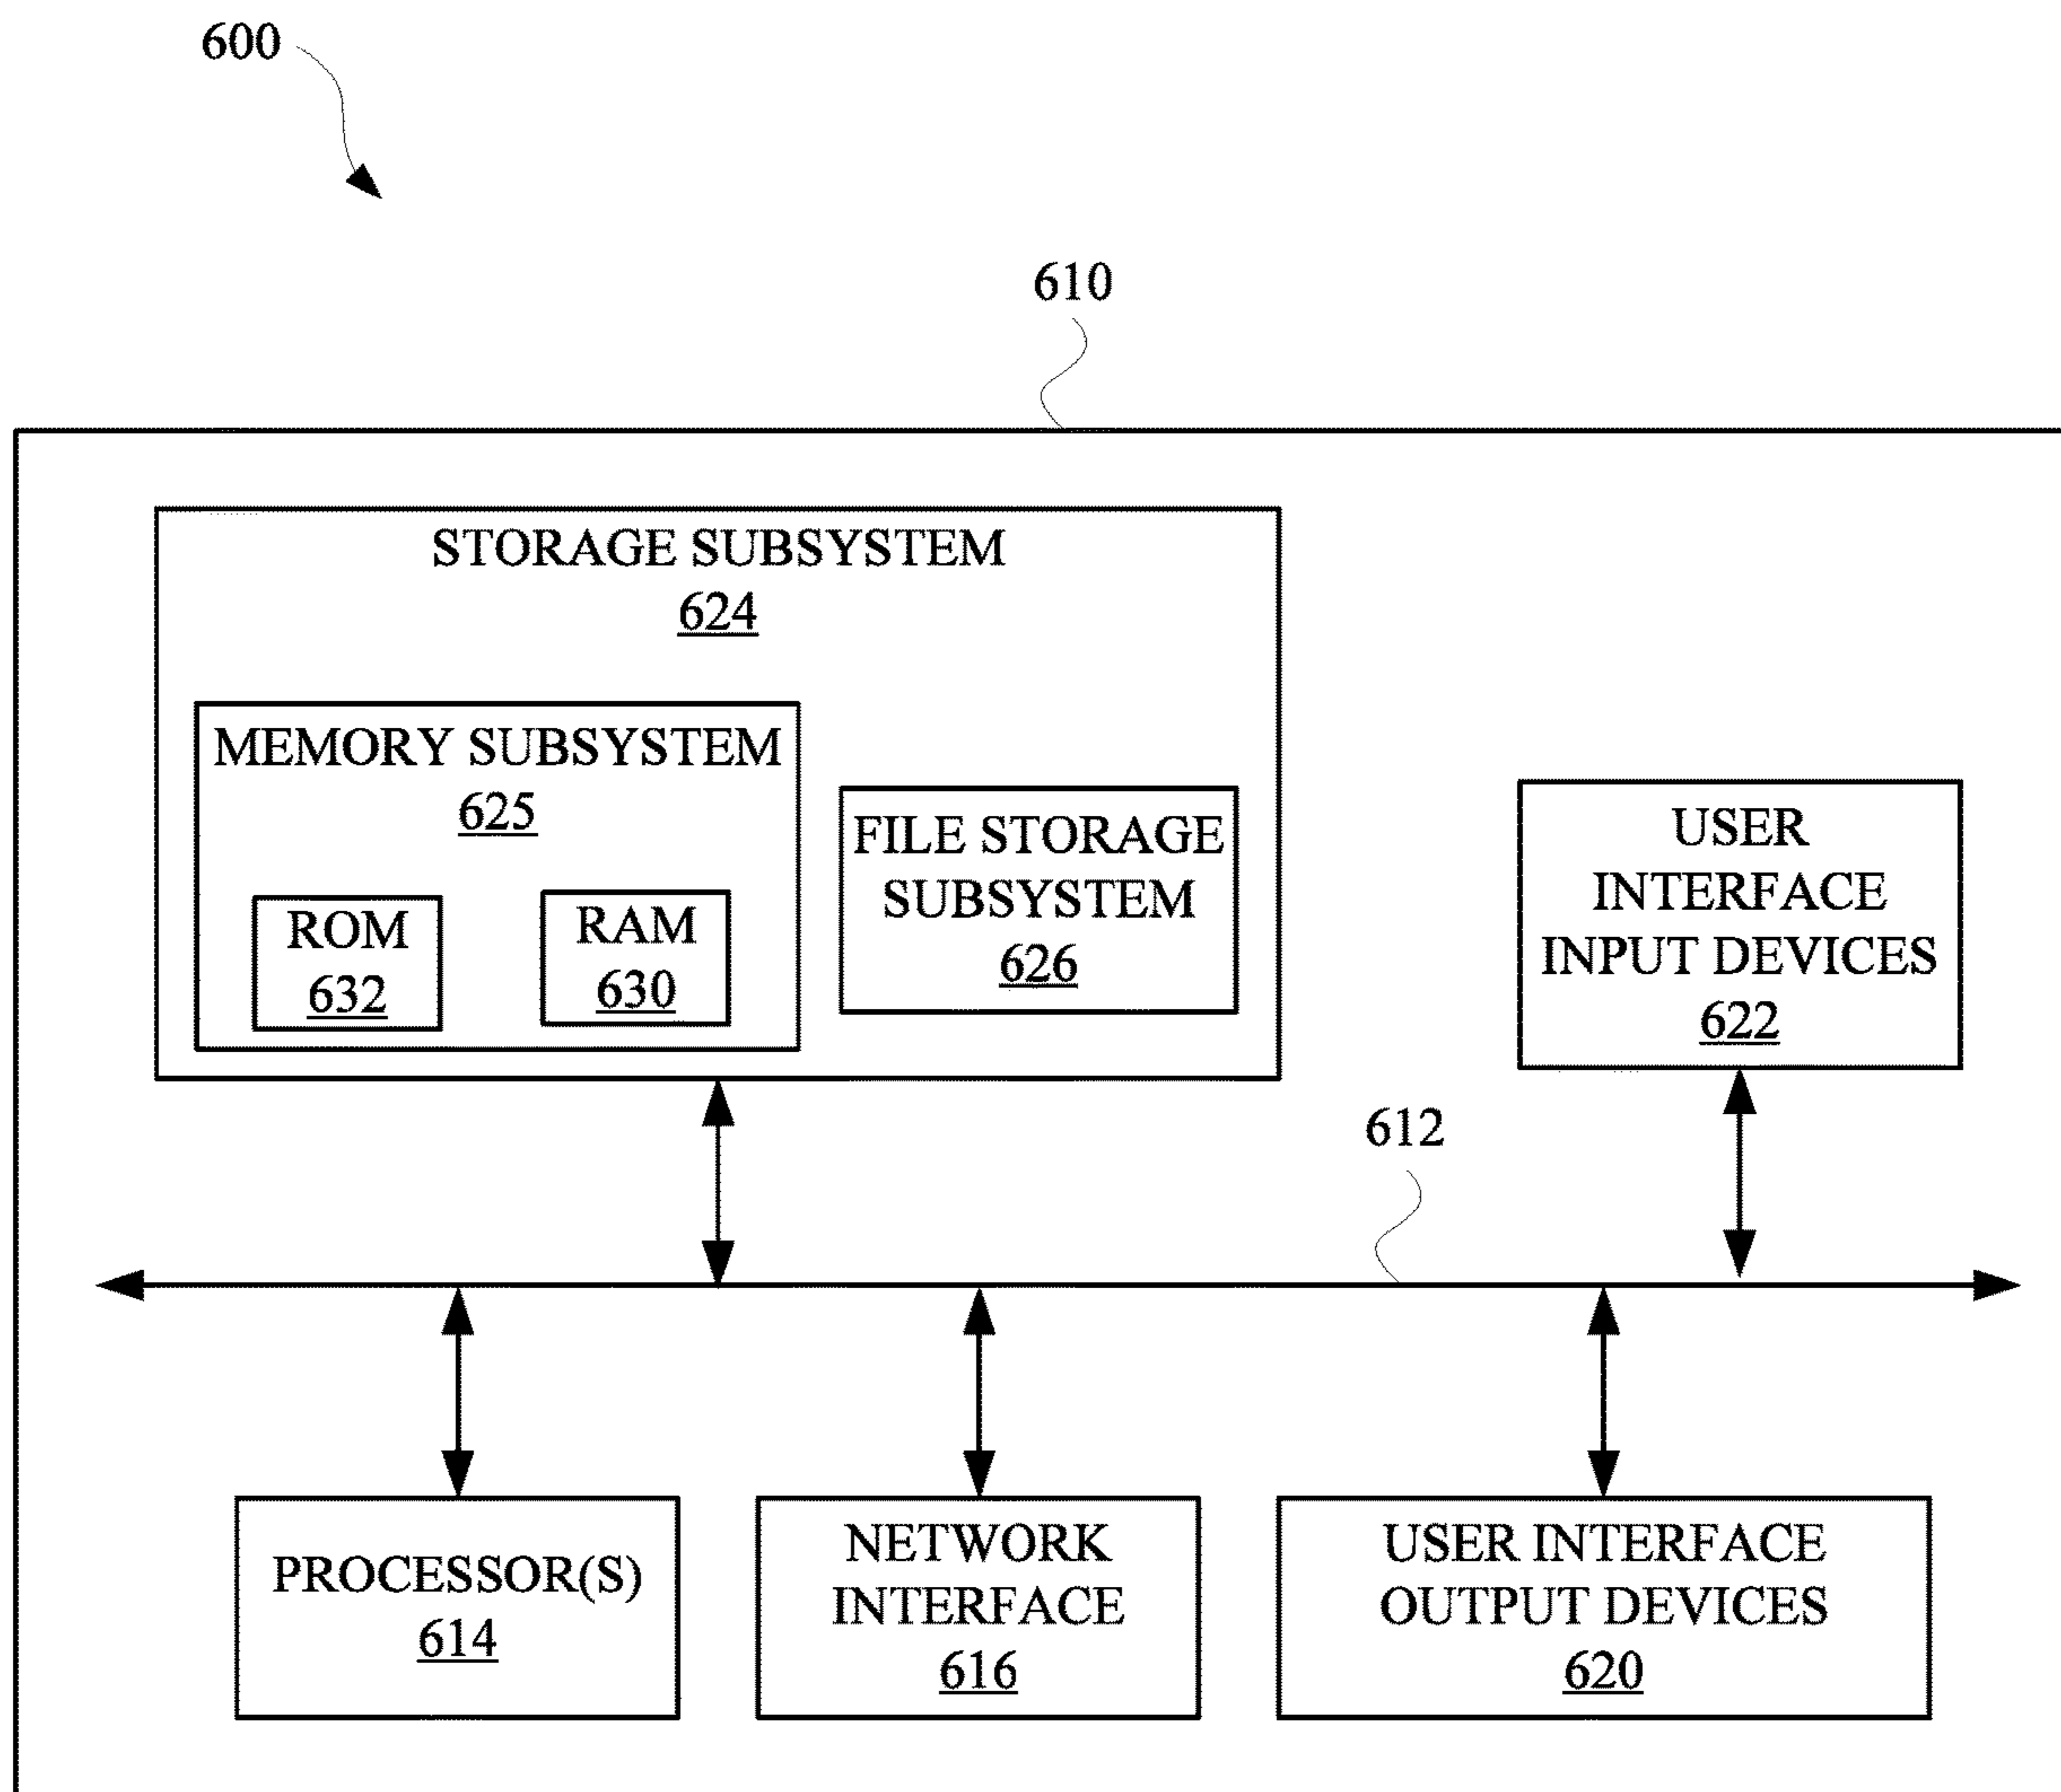 600
610
STORAGE SUBSYSTEM
624
MEMORY SUBSYSTEM
625
ROM
632
RAM
630
FILE STORAGE
SUBSYSTEM
626
USER
INTERFACE
INPUT DEVICES
622
612
PROCESSOR(S)
614
NETWORK
INTERFACE
616
USER INTERFACE
OUTPUT DEVICES
620